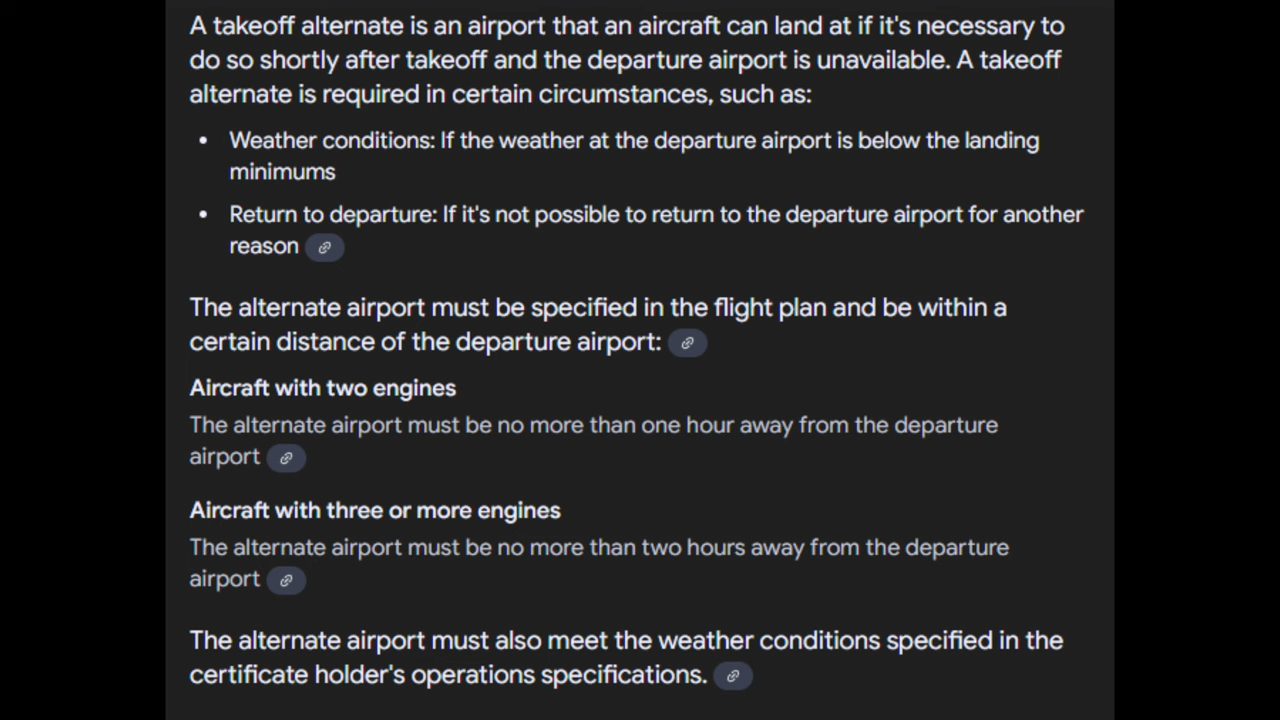 A takeoff alternate is an airport that an aircraft can land at if it's necessary to
do so shortly after takeoff and the departure airport is unavailable. A takeoff
alternate is required in certain circumstances, such as:
• Weather conditions: If the weather at the departure airport is below the landing
minimums
• Return to departure: If it's not possible to return to the departure airport for another
reason
The alternate airport must be specified in the flight plan and be within a
certain distance of the departure airport:
Aircraft with two engines
The alternate airport must be no more than one hour away from the departure
airport
Aircraft with three or more engines
The alternate airport must be no more than two hours away from the departure
airport
The alternate airport must also meet the weather conditions specified in the
certificate holder's operations specifications.